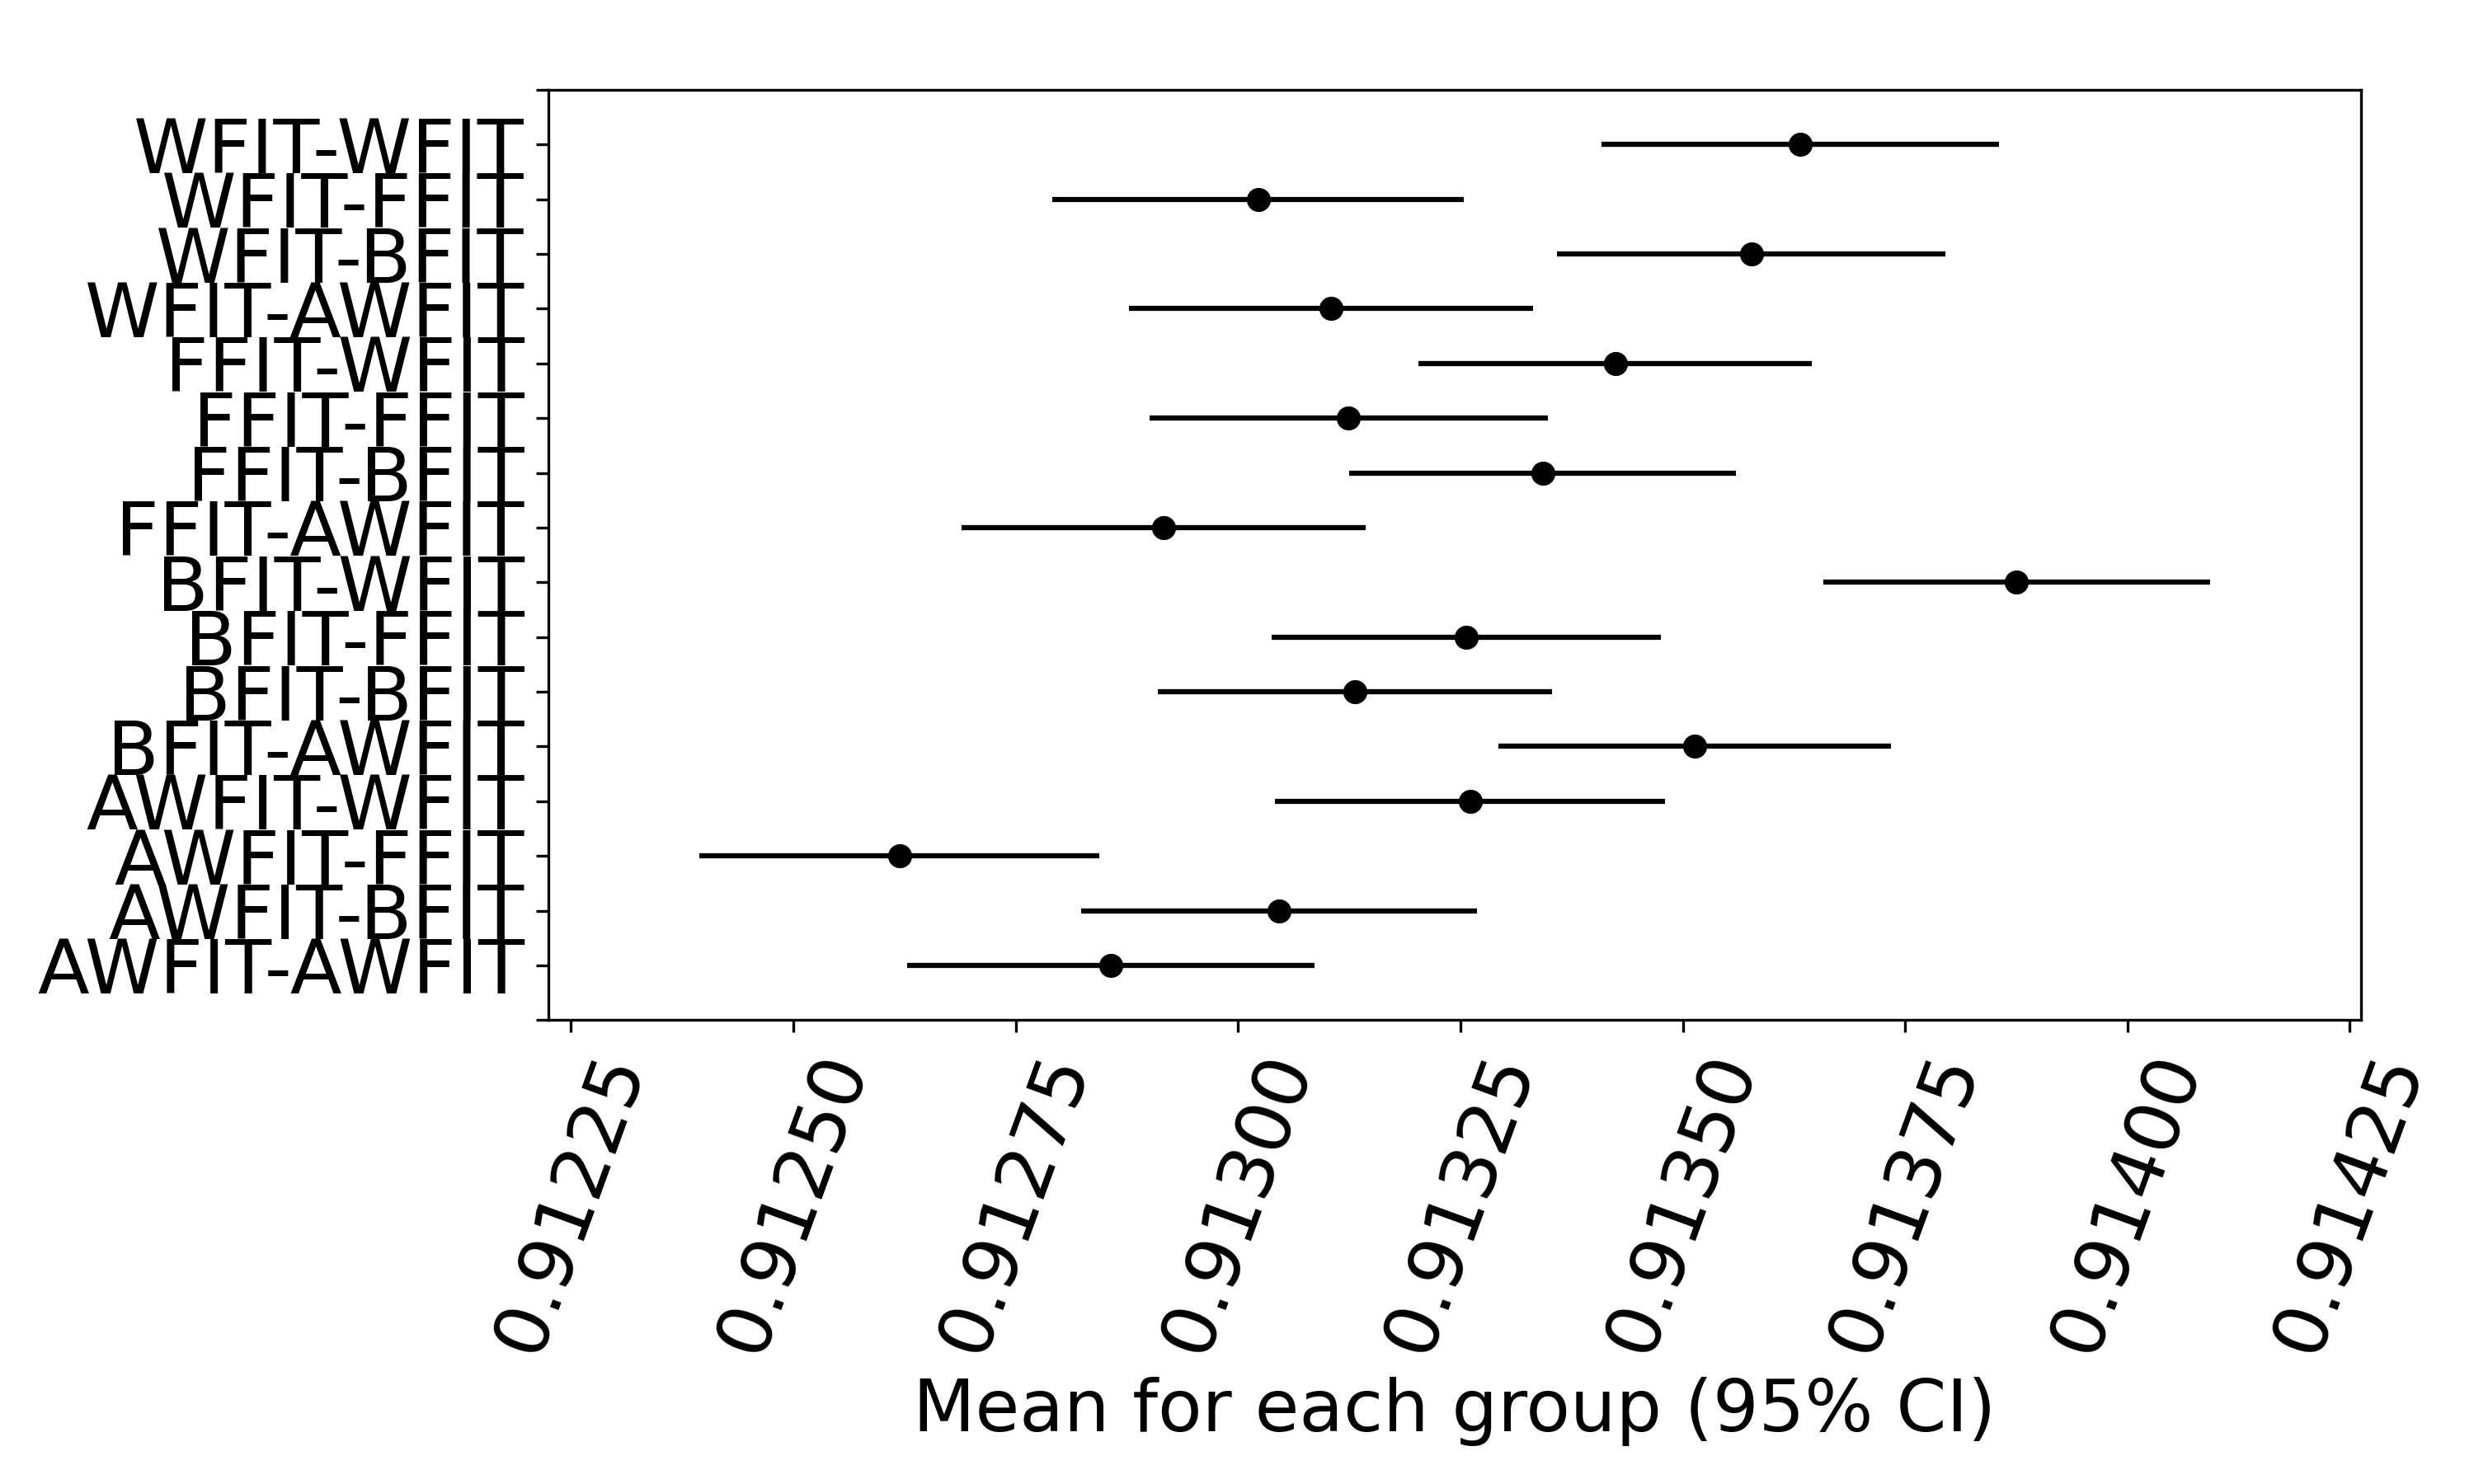 WFIT-WFIT
WFIT-FFIT
WFIT-BFIT
WFIT-AWFIT
FFIT-WFIT
FFIT-FFIT
FFIT-BFIT
FFIT-AWFIT
BFIT-WFIT
BFIT-FFIT
BFIT-BFIT
BFIT-AWFIT
AWFIT-WFIT
AWFIT-FFIT
AWFIT-BFIT
AWFIT-AWFIT
0.91225
0.91250
0.91275
0.91300
0.91325
0.91350
0.91375
0.91400
0.91425
Mean for each group (95% CI)